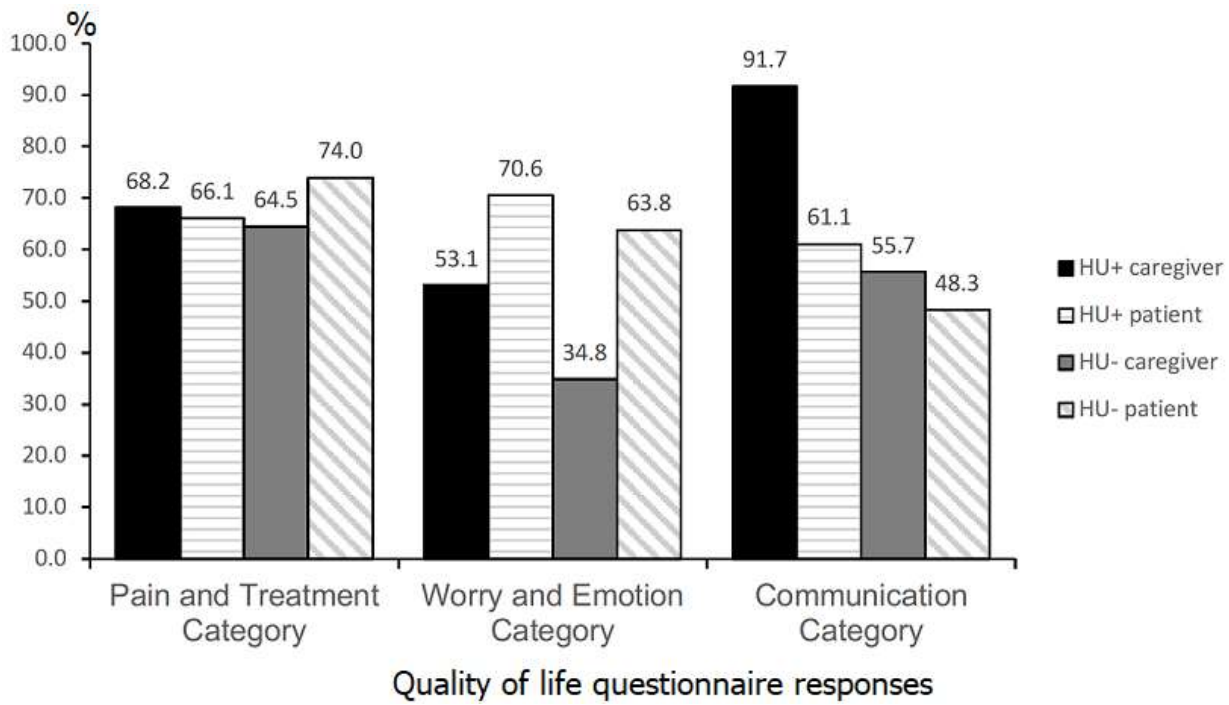 %
100.0
90.0
80.0
70.0
60.0
50.0
40.0
30.0
20.0
10.0
0.0
68.2
66.1
64.5
74.0
53.1
70.6
34.8
63.8
91.7
61.1
55.7
48.3
HU+ caregiver
HU+ patient
HU- caregiver
HU- patient
Pain and Treatment
Category
Worry and Emotion
Category
Communication
Category
Quality of life questionnaire responses